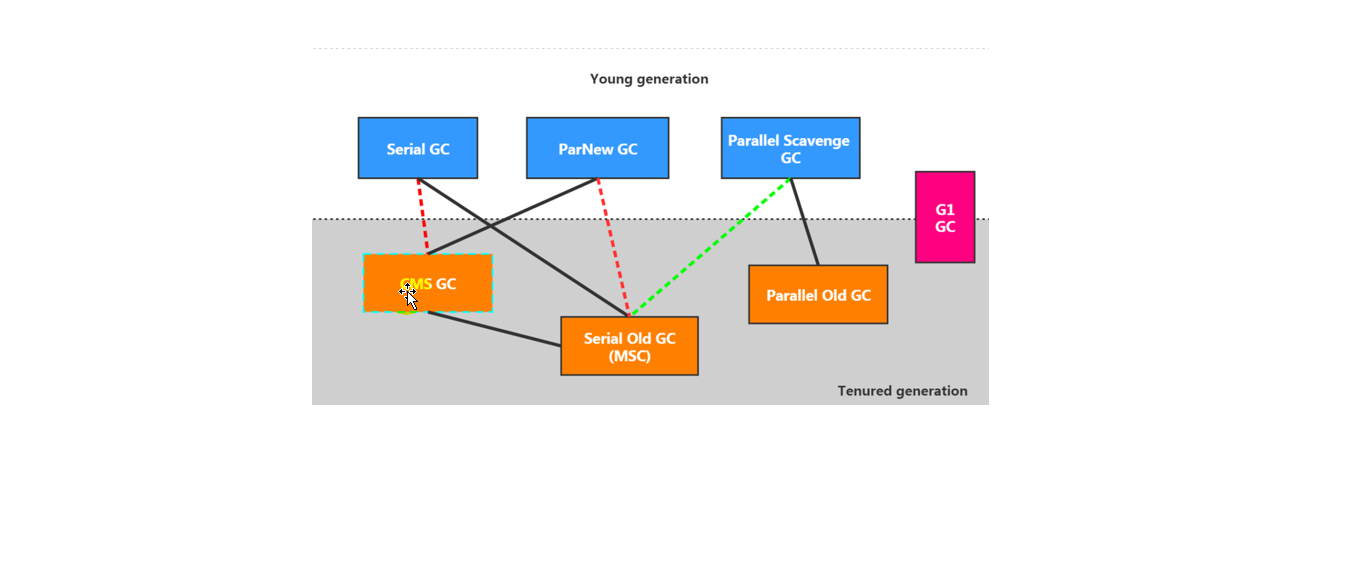 Young generation
Serial GC
ParNew GC
Parallel Scavenge
GC
G1
GC
CMS GC
Parallel Old GC
Serial Old GC
(MSC)
Tenured generation